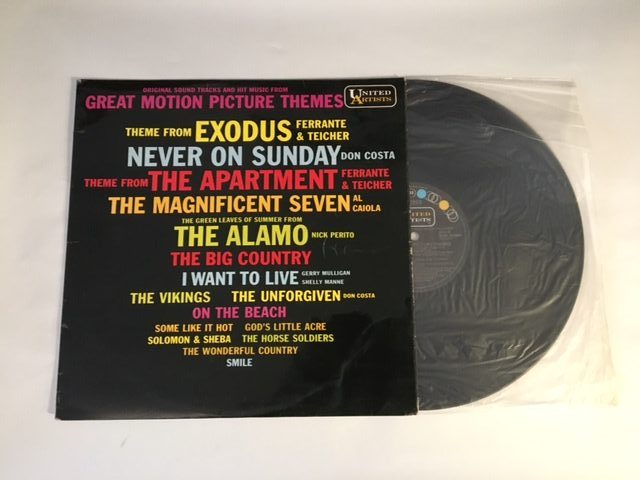 ORIGINAL SOUND TRACKS AND HIT MUSIC FROM
GREAT MOTION PICTURE THEMES
UNITED
ARTISTS
THEME FROM EXODUS FERRANTE
& TEICHER
NEVER ON SUNDAY DON COSTA
THEME FROM THE APARTMENT FERRANTE
& TEICHER
THE MAGNIFICENT SEVEN AL
CAIOLA
THE GREEN LEAVES OF SUMMER FROM
THE ALAMO NICK PERITO
THE BIG COUNTRY
I WANT TO LIVE GERRY MULLIGAN
SHELLY MANNE
THE VIKINGS THE UNFORGIVEN DON COSTA
ON THE BEACH
SOME LIKE IT HOT GOD'S LITTLE ACRE
SOLOMON & SHEBA THE HORSE SOLDIERS
THE WONDERFUL COUNTRY
SMILE
UNITED
ARTISTS